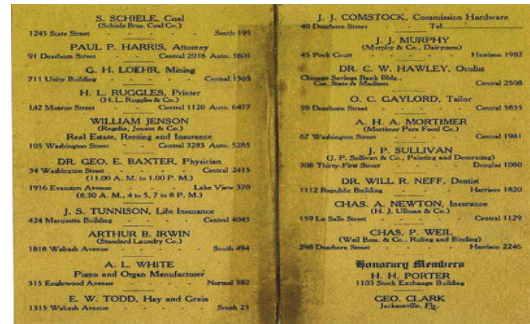 S. SCHIELE, Coal
(Schiele Bros. Coal Co.)
1245 State Street - - - South 195
PAUL P. HARRIS, Attorney
91 Dearborn Street - Central 2018 Auto. 5801
G. H. LOEHR, Mining
711 Unity Building - - - Central 1505
H. L. RUGGLES, Printer
(H. L. Ruggles & Co.)
142 Monroe Street - Central 1120 Auto. 6427
WILLIAM JENSON
(Regelin, Jenson & Co.)
Real Estate, Renting and Insurance
105 Washington Street - Central 3283 Auto. 5285
DR. GEO. E. BAXTER, Physician
34 Washington Street - - Central 2415
(11.00 A. M. to 1.00 P. M.)
1916 Evanston Avenue - - Lake View 370
(8.30 A. M., 4 to 5, 7 to 8 P. M.)
J. S. TUNNISON, Life Insurance
424 Marquette Building - - Central 4043
ARTHUR B. IRWIN
(Standard Laundry Co.)
1818 Wabash Avenue - - South 494
A. L. WHITE
Piano and Organ Manufacturer
315 Englewood Avenue - - Normal 382
E. W. TODD, Hay and Grain
1315 Wabash Avenue - - South 23
J. J. COMSTOCK, Commission Hardware
40 Dearborn Street - - Tel.
J. J. MURPHY
(Murphy & Co., Dairymen)
45 Peck Court - - - Harrison 1982
DR. C. W. HAWLEY, Oculist
Chicago Savings Bank Bldg.,
Cor. State & Madison - - Central 2508
O. C. GAYLORD, Tailor
59 Dearborn Street - - Central 5835
A. H. A. MORTIMER
(Mortimer Pure Food Co.)
67 Washington Street - - Central 1961
J. P. SULLIVAN
(J. P. Sullivan & Co., Painting and Decorating)
308 Thirty-First Street - - Douglas 1080
DR. WILL R. NEFF, Dentist
1112 Republic Building - - Harrison 1820
CHAS. A. NEWTON, Insurance
(H. J. Ullman & Co.)
159 La Salle Street - - Central 1129
CHAS. P. WEIL
(Weil Bros. & Co., Ruling and Binding)
298 Dearborn Street - - Harrison 2246
Honorary Members
H. H. PORTER
1103 Stock Exchange Building
GEO. CLARK
Jacksonville, Fla.